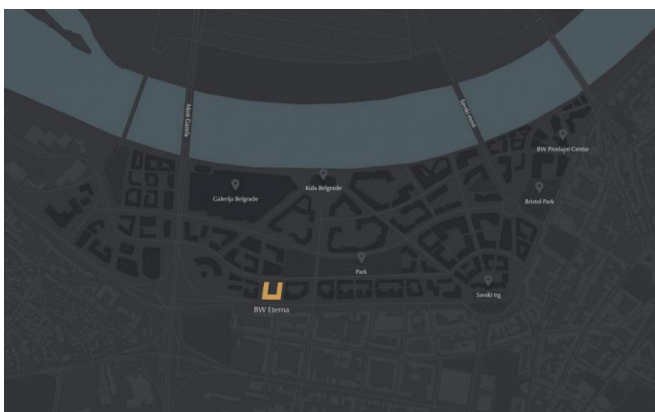 Most Gazela
Savski most
BW Prodajni Centar
Kula Belgrade
Galerija Belgrade
Bristol Park
Park
Savski trg
BW Eterna